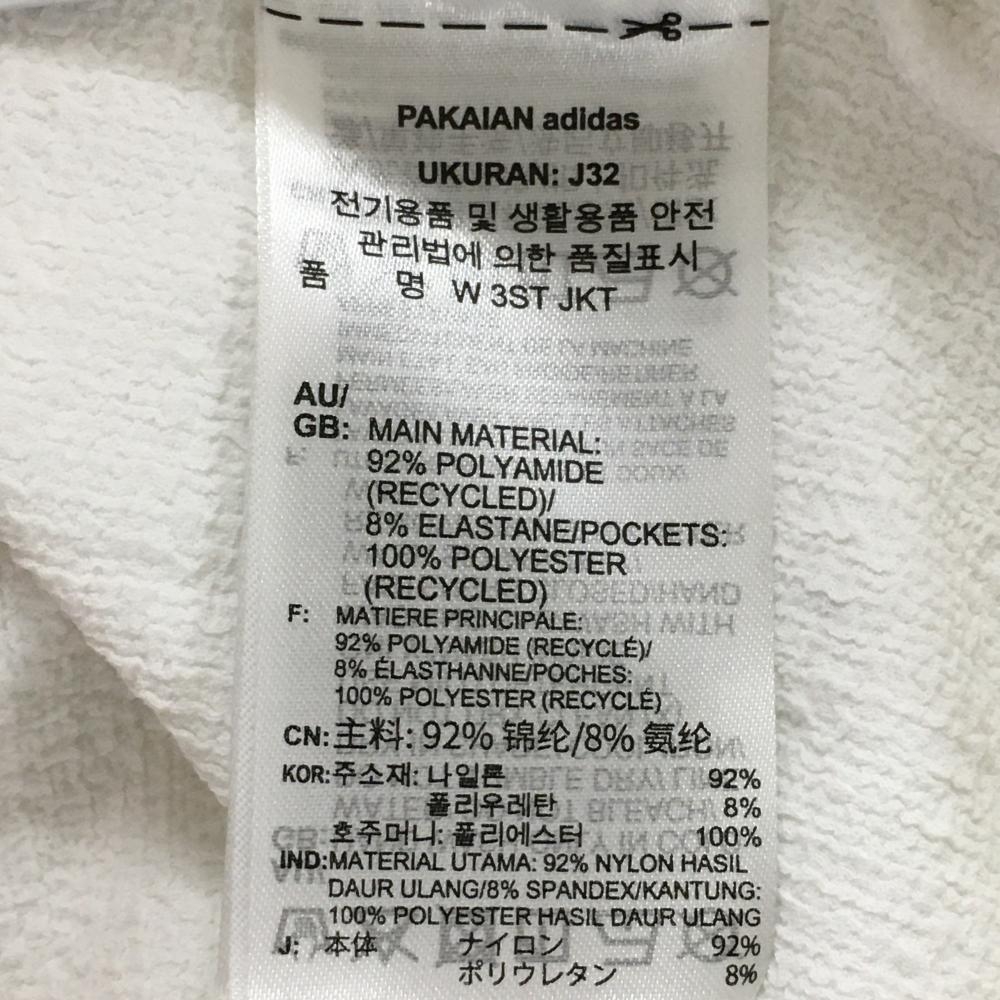 PAKAIAN adidas
UKURAN: J32
전기용품 및 생활용품 안전
관리법에 의한 품질표시
품 명 W 3ST JKT
AU/
GB: MAIN MATERIAL:
92% POLYAMIDE
(RECYCLED)/
8% ELASTANE/POCKETS:
100% POLYESTER
(RECYCLED)
F: MATIERE PRINCIPALE:
92% POLYAMIDE (RECYCLÉ)/
8% ÉLASTHANNE/POCHES:
100% POLYESTER (RECYCLÉ)
CN: 主料: 92% 锦纶/8% 氨纶
KOR: 주소재: 나일론 92%
폴리우레탄 8%
호주머니: 폴리에스터 100%
IND: MATERIAL UTAMA: 92% NYLON HASIL
DAUR ULANG/8% SPANDEX/KANTUNG:
100% POLYESTER HASIL DAUR ULANG
J: 本体 ナイロン 92%
ポリウレタン 8%